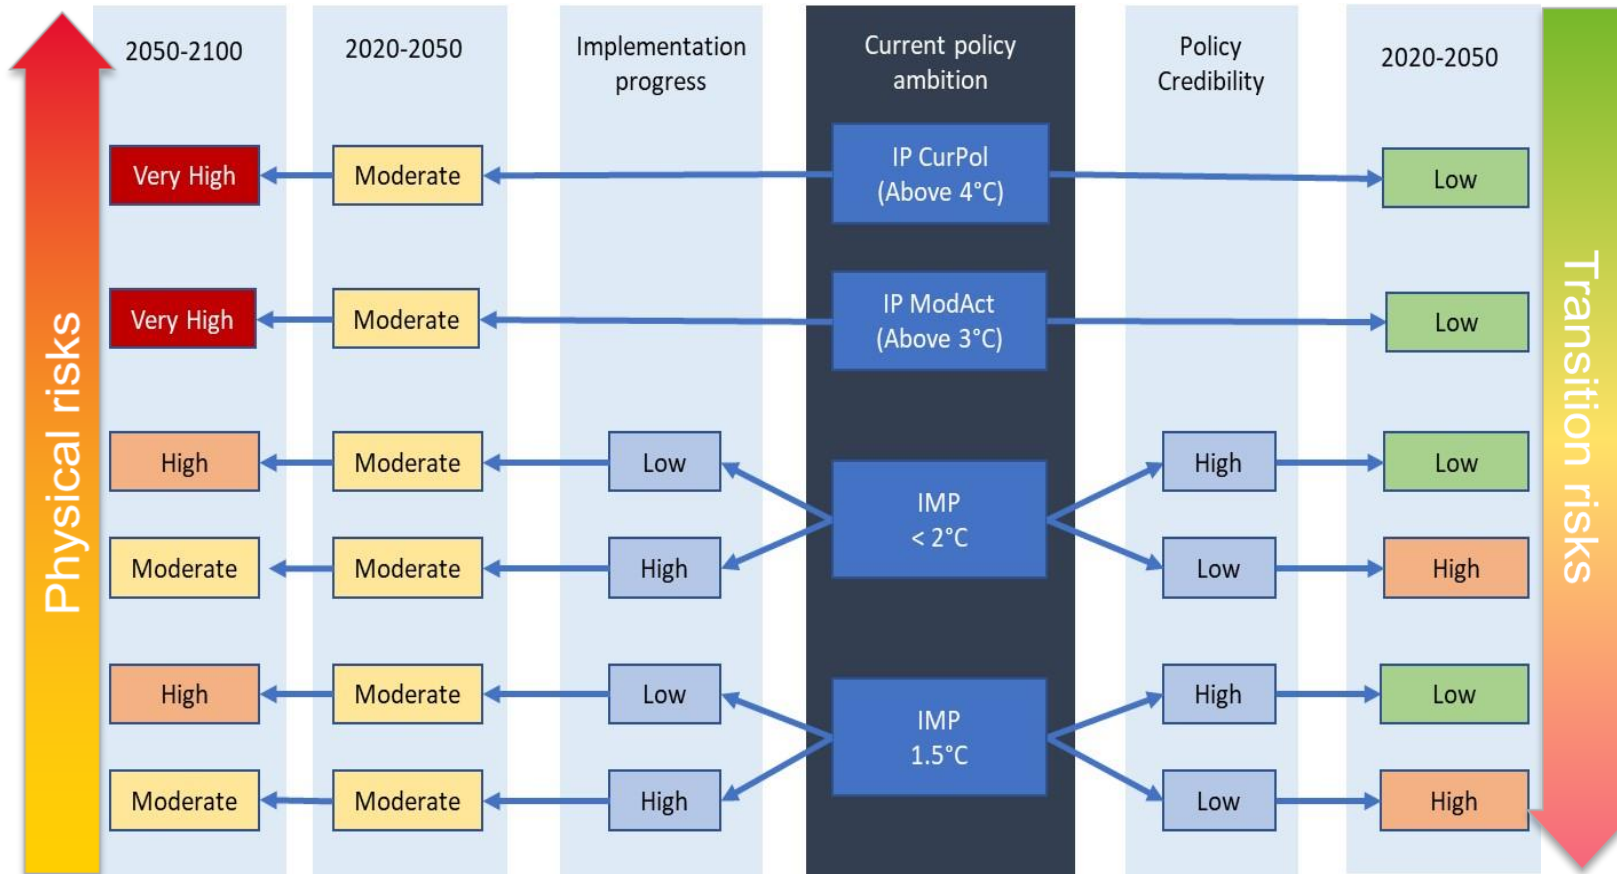 2050-2100
2020-2050
Implementation
progress
Current policy
ambition
Policy
Credibility
2020-2050
Physical risks
Transition risks
Very High
Moderate
IP CurPol
(Above 4°C)
Low
Very High
Moderate
IP ModAct
(Above 3°C)
Low
High
Moderate
Low
IMP
< 2°C
High
Low
Moderate
Moderate
High
Low
High
High
Moderate
Low
IMP
1.5°C
High
Low
Moderate
Moderate
High
Low
High